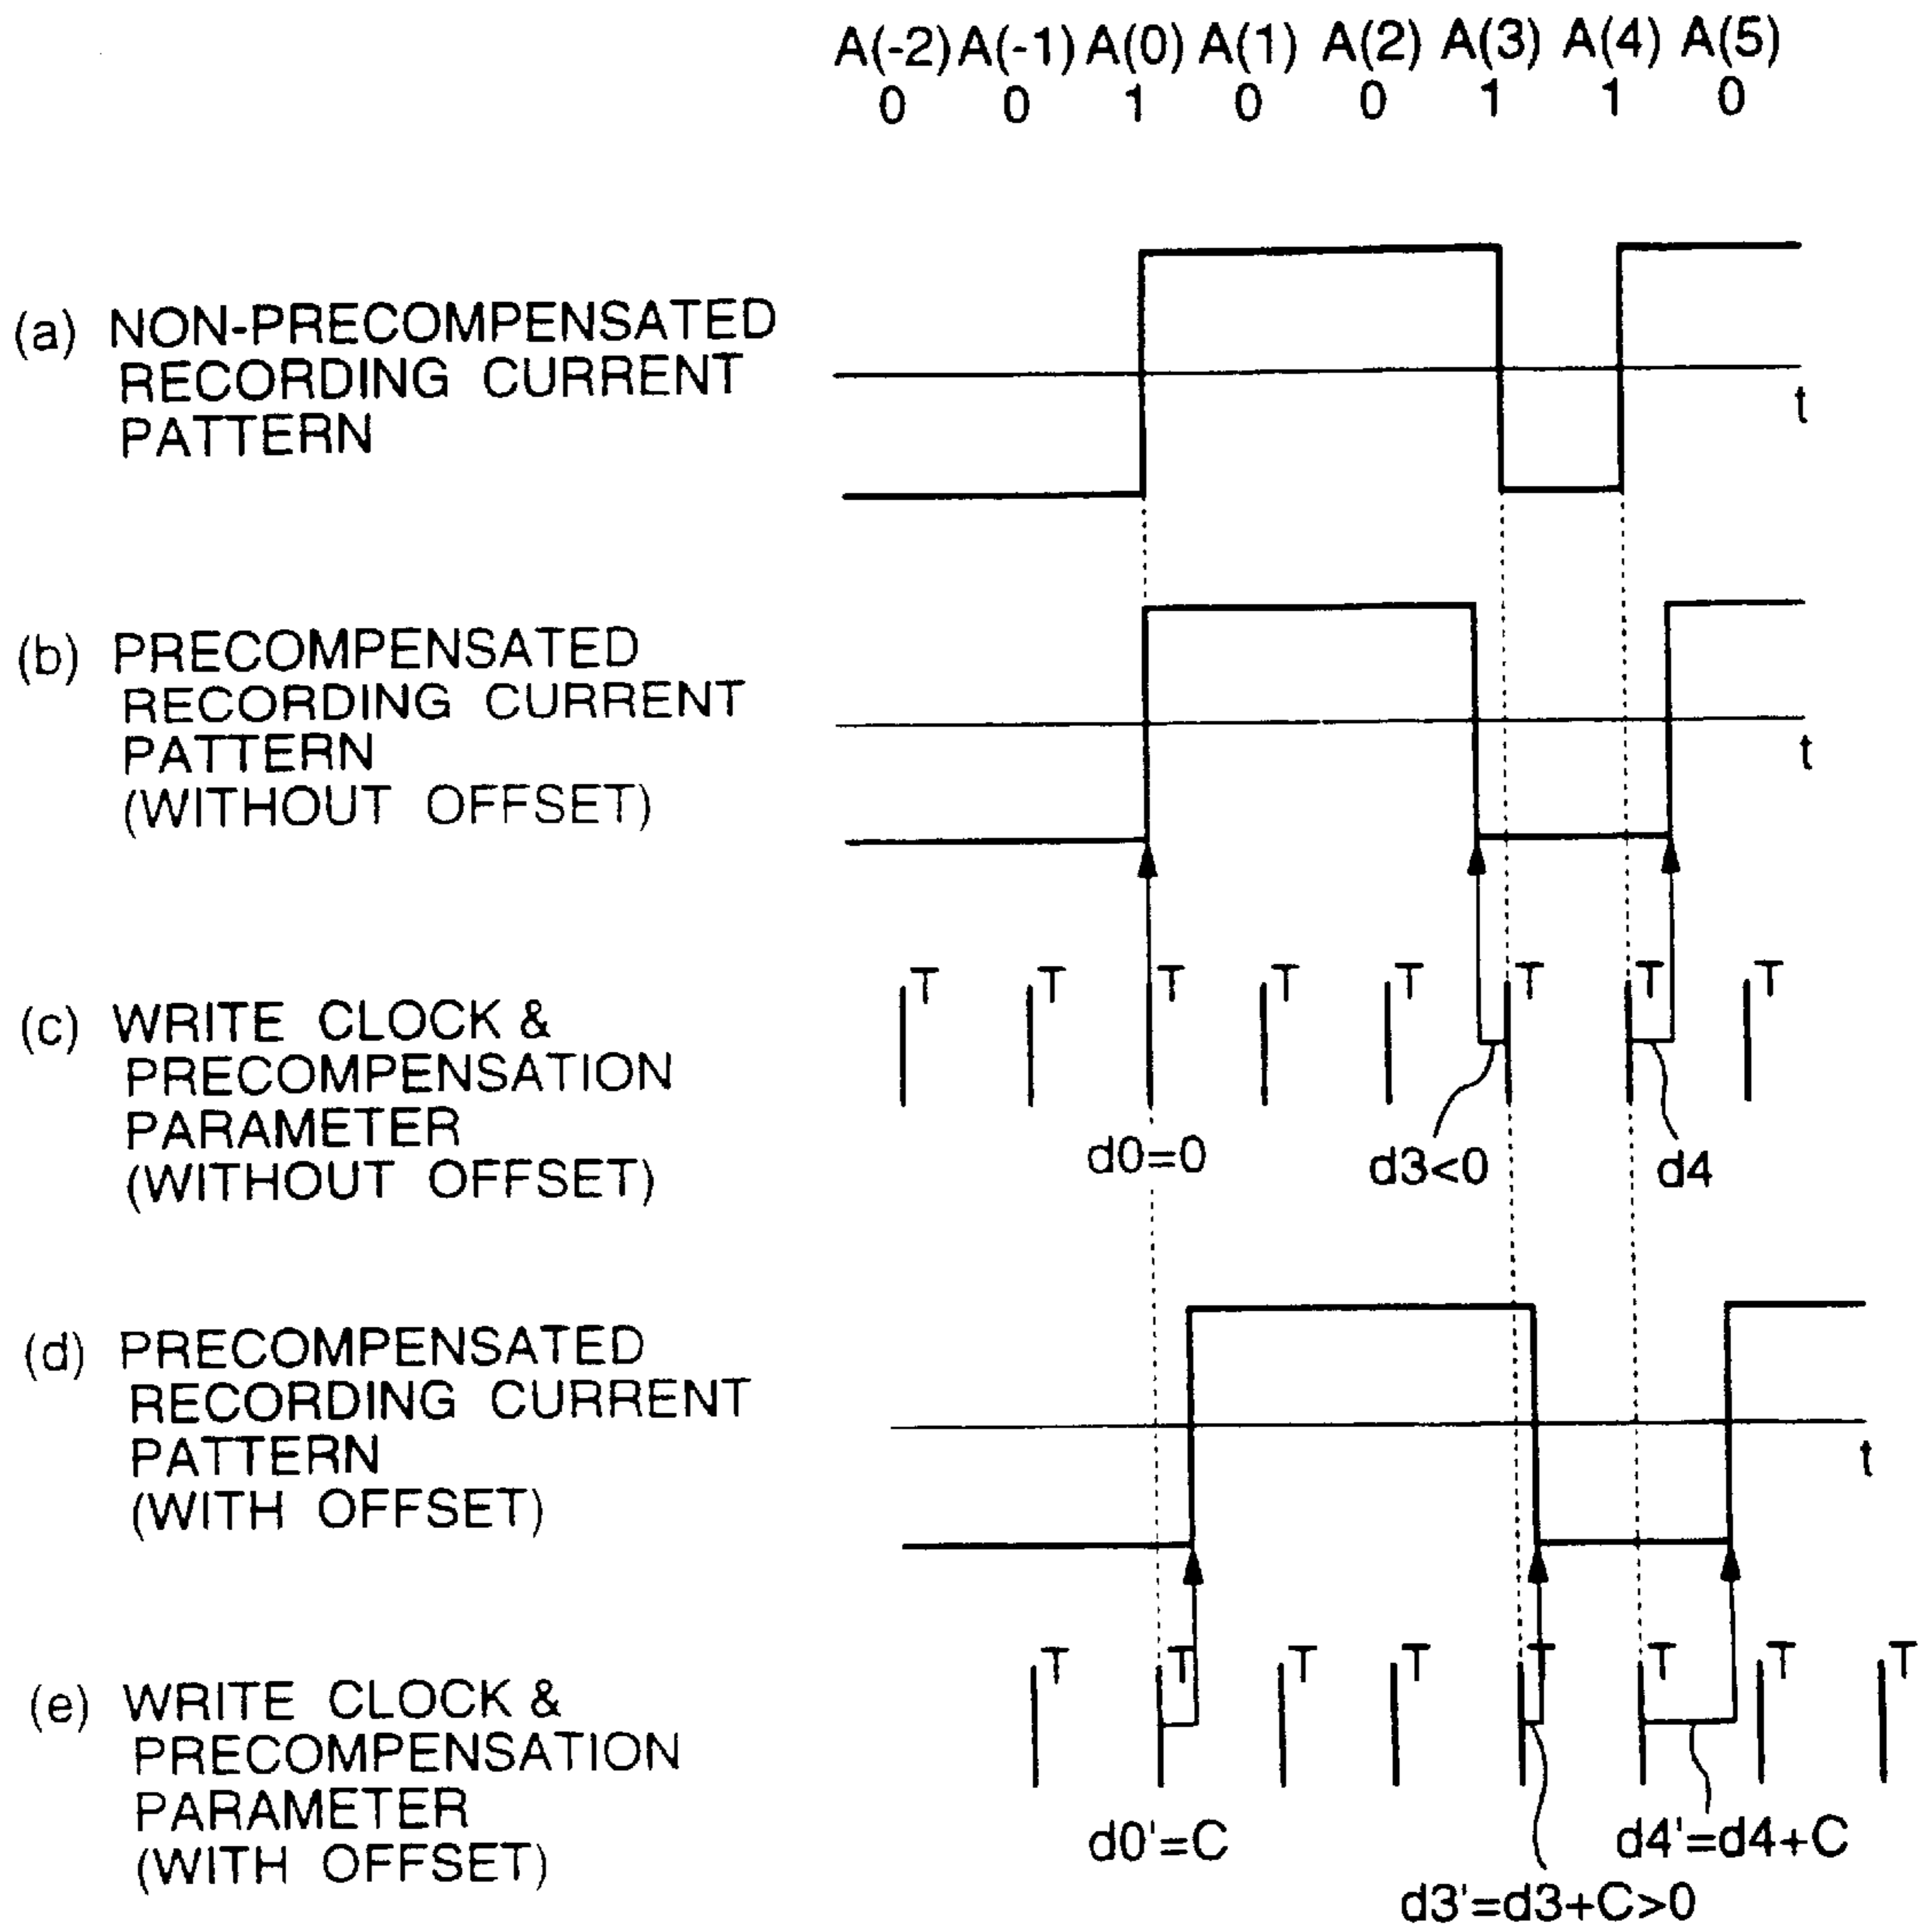 A(-2) A(-1) A(0) A(1) A(2) A(3) A(4) A(5)
0 0 1 0 0 1 1 0
(a) NON-PRECOMPENSATED
RECORDING CURRENT
PATTERN
t
(b) PRECOMPENSATED
RECORDING CURRENT
PATTERN
(WITHOUT OFFSET)
t
(c) WRITE CLOCK &
PRECOMPENSATION
PARAMETER
(WITHOUT OFFSET)
T T T T T T T T
d0=0 d3<0 d4
(d) PRECOMPENSATED
RECORDING CURRENT
PATTERN
(WITH OFFSET)
t
(e) WRITE CLOCK &
PRECOMPENSATION
PARAMETER
(WITH OFFSET)
T T T T T T T T
d0'=C d4'=d4+C
d3'=d3+C>0